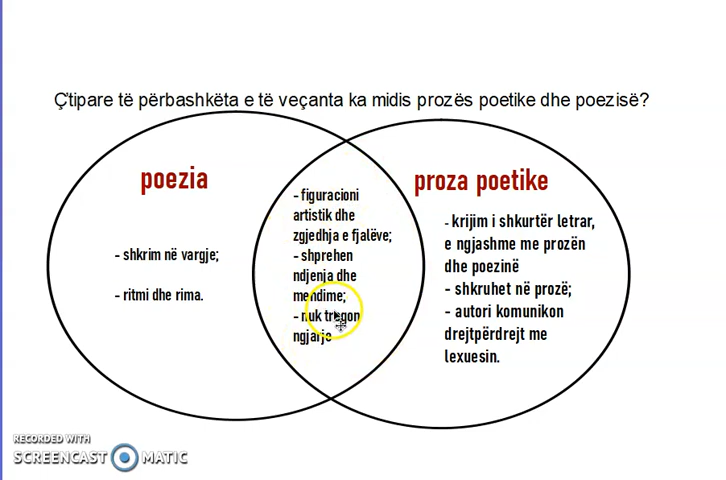 Ç'tipare të përbashkëta e të veçanta ka midis prozës poetike dhe poezisë?
poezia
- shkrim në vargje;
- ritmi dhe rima.
- figuracioni
artistik dhe
zgjedhja e fjalëve;
- shprehen
ndjenja dhe
mendime;
- nuk tregon
ngjarje
proza poetike
- krijim i shkurtër letrar,
e ngjashme me prozën
dhe poezinë
- shkruhet në prozë;
- autori komunikon
drejtpërdrejt me
lexuesin.
RECORDED WITH
SCREENCAST MATIC